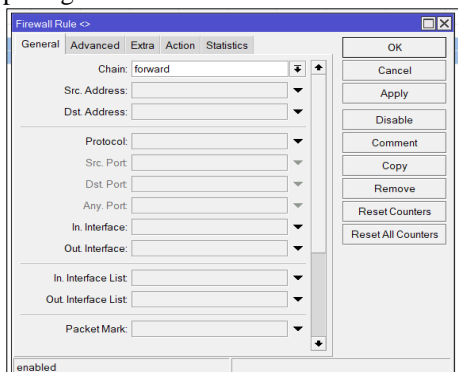 Firewall Rule <>
General Advanced Extra Action Statistics
Chain: forward
Src. Address:
Dst. Address:
Protocol:
Src. Port:
Dst. Port:
Any. Port:
In. Interface:
Out. Interface:
In. Interface List:
Out. Interface List:
Packet Mark:
OK
Cancel
Apply
Disable
Comment
Copy
Remove
Reset Counters
Reset All Counters
enabled